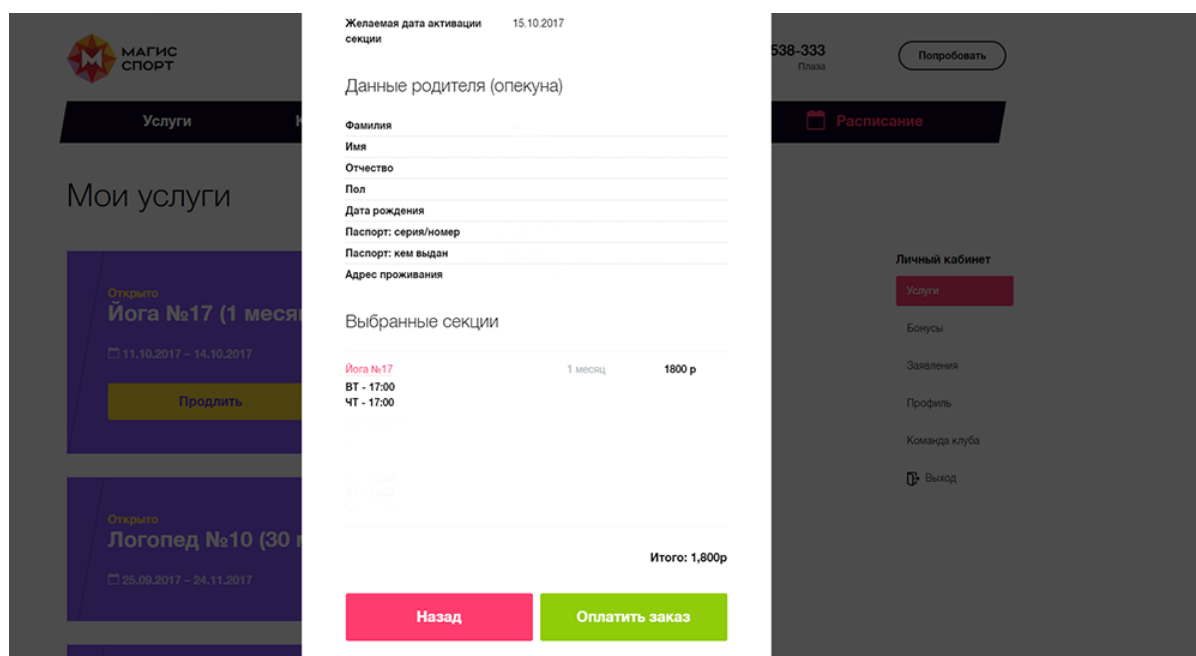 МАГИС
СПОРТ
538-333
Плаза
Попробовать
Услуги
Расписание
Мои услуги
Открыто
Йога №17 (1 меся
11.10.2017 – 14.10.2017
Продлить
Открыто
Логопед №10 (30
25.09.2017 – 24.11.2017
Желаемая дата активации секции 15.10.2017
Данные родителя (опекуна)
Фамилия
Имя
Отчество
Пол
Дата рождения
Паспорт: серия/номер
Паспорт: кем выдан
Адрес проживания
Выбранные секции
Йога №17 1 месяц 1800 р
ВТ - 17:00
ЧТ - 17:00
Итого: 1,800р
Назад Оплатить заказ
Личный кабинет
Услуги
Бонусы
Заявления
Профиль
Команда клуба
Выход